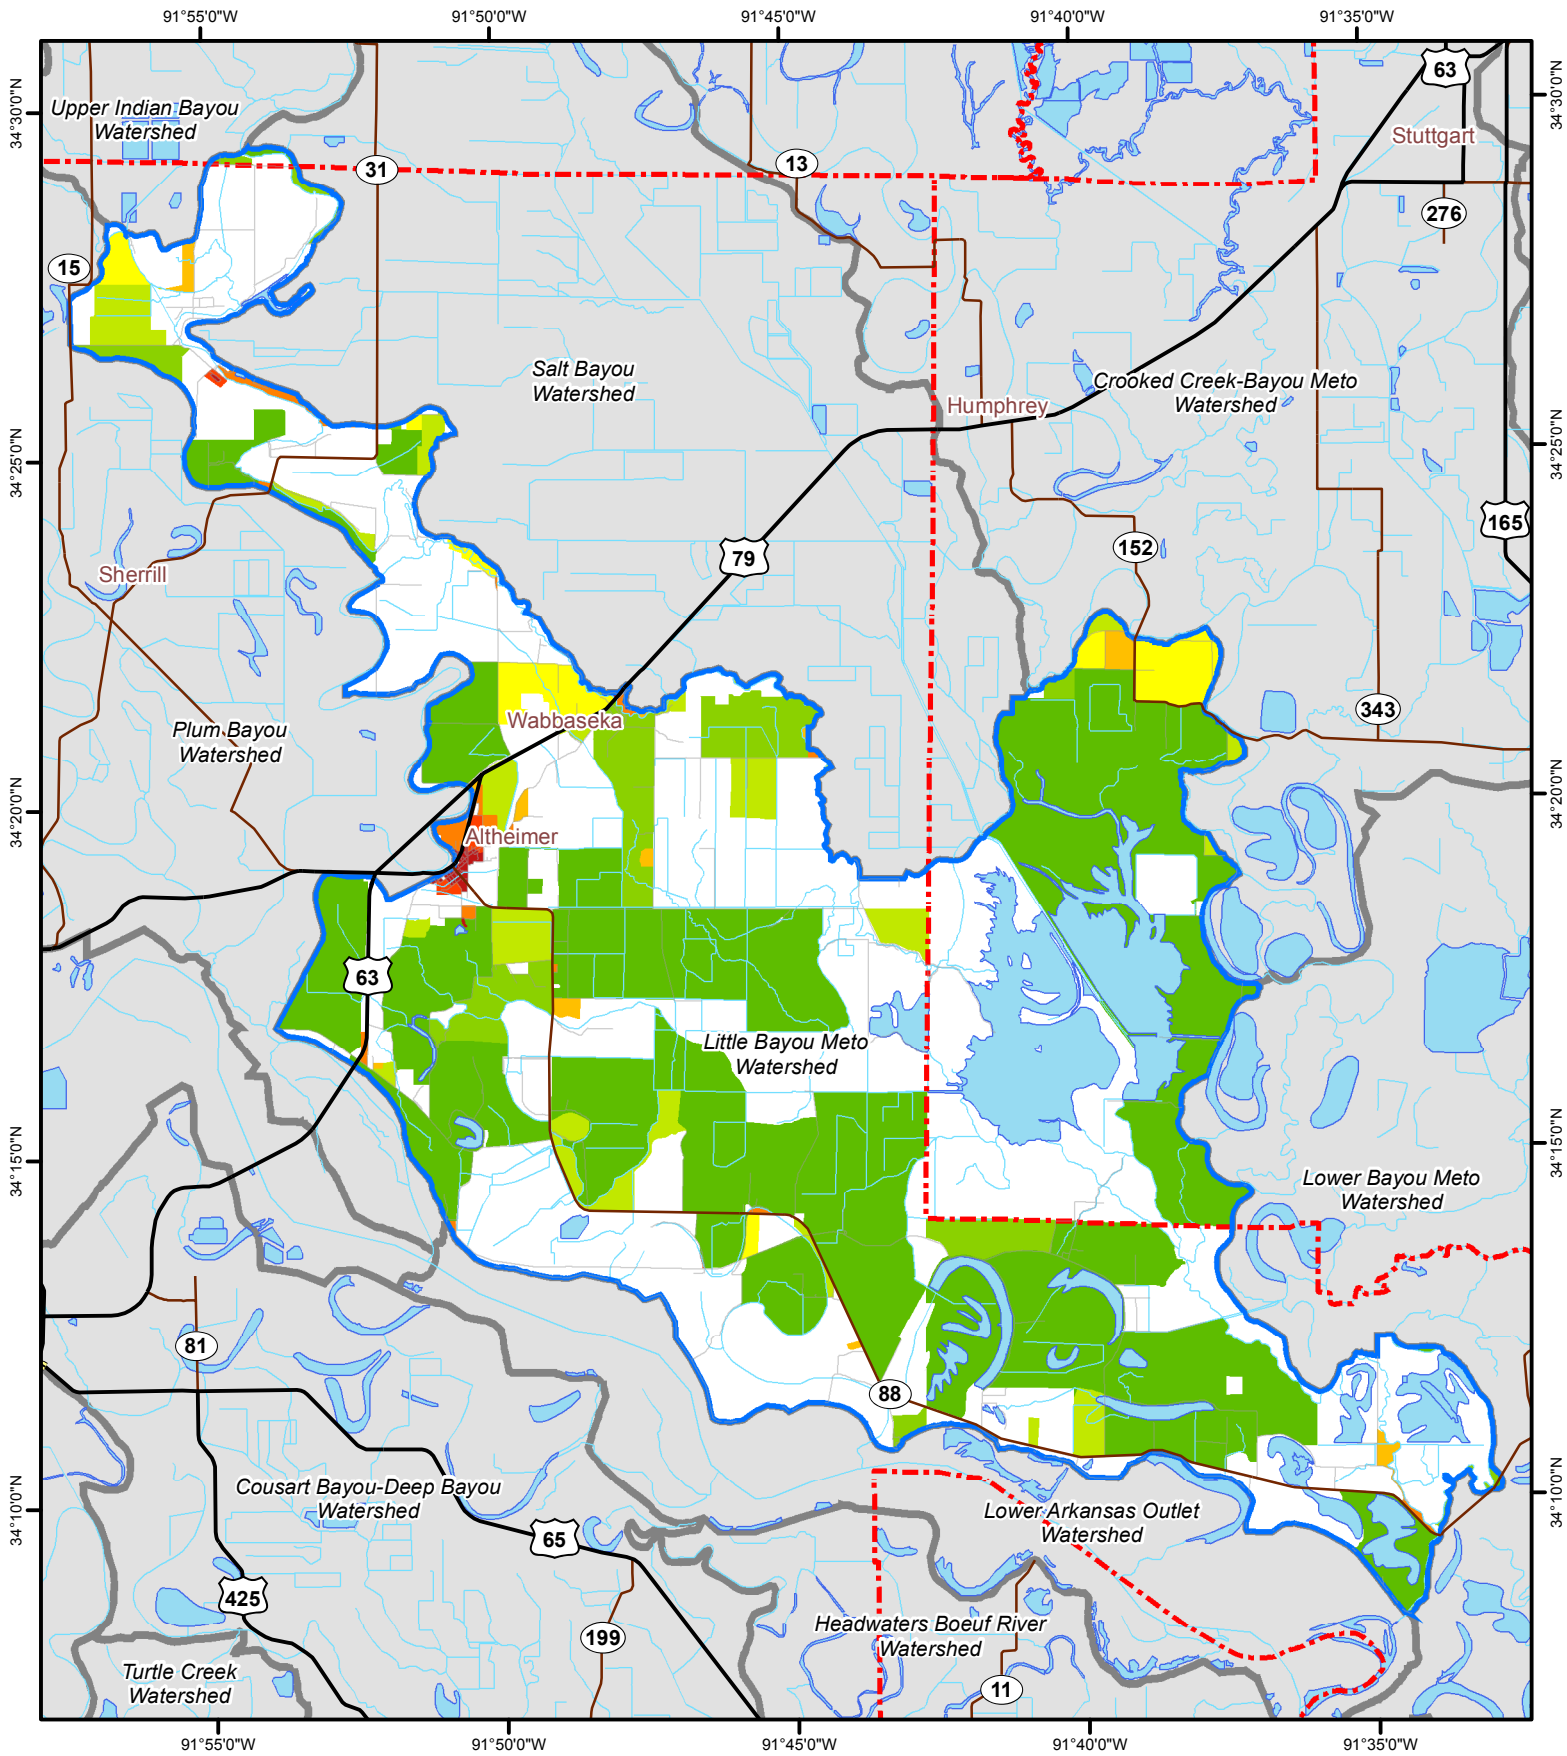 91°55'0"W
91°50'0"W
91°45'0"W
91°40'0"W
91°35'0"W
63
34°30'0"N
34°30'0"N
Upper Indian Bayou
Watershed
Stuttgart
31
13
276
15
Salt Bayou
Watershed
Crooked Creek-Bayou Meto
Watershed
Humphrey
34°25'0"N
34°25'0"N
165
79
152
Sherrill
343
Plum Bayou
Watershed
Wabbaseka
34°20'0"N
34°20'0"N
Altheimer
63
Little Bayou Meto
Watershed
34°15'0"N
34°15'0"N
Lower Bayou Meto
Watershed
81
88
Cousart Bayou-Deep Bayou
Watershed
34°10'0"N
34°10'0"N
Lower Arkansas Outlet
Watershed
65
425
Headwaters Boeuf River
Watershed
199
Turtle Creek
Watershed
11
91°55'0"W
91°50'0"W
91°45'0"W
91°40'0"W
91°35'0"W